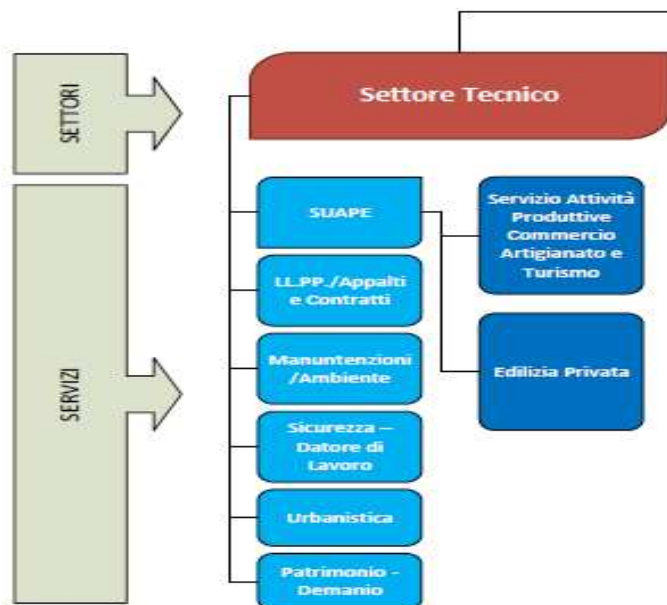 SETTORI
Settore Tecnico
SERVIZI
SUAPE
LL.PP./Appalti
e Contratti
Manuntenzioni
/Ambiente
Sicurezza –
Datore di
Lavoro
Urbanistica
Patrimonio -
Demanio
Servizio Attività
Produttive
Commercio
Artigianato e
Turismo
Edilizia Privata